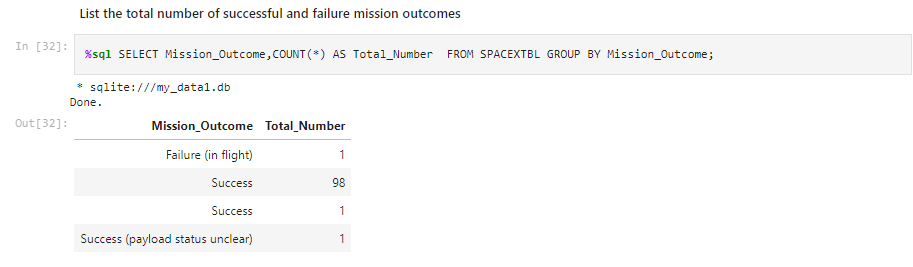 List the total number of successful and failure mission outcomes
In [32]: %sql SELECT Mission_Outcome,COUNT(*) AS Total_Number  FROM SPACEXTBL GROUP BY Mission_Outcome;
* sqlite:///my_data1.db
Done.
Out[32]:
Mission_Outcome Total_Number
Failure (in flight) 1
Success 98
Success 1
Success (payload status unclear) 1